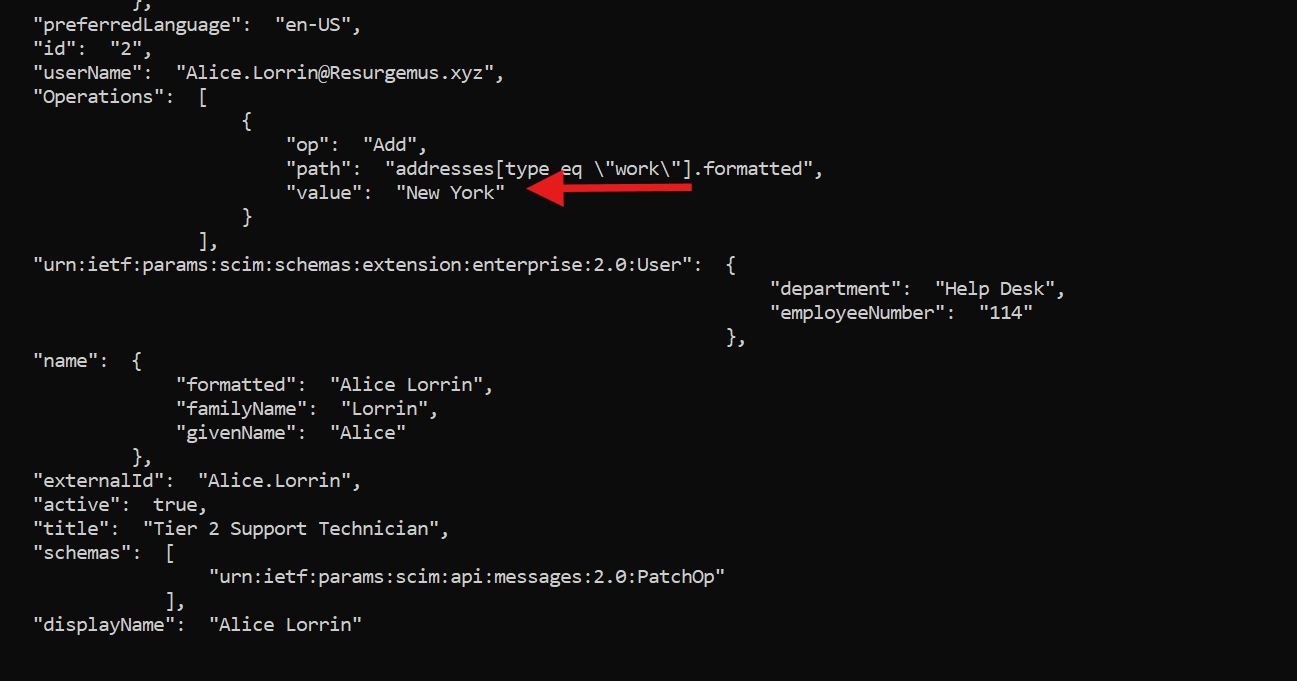 },
"preferredLanguage":  "en-US",
"id":  "2",
"userName":  "Alice.Lorrin@Resurgemus.xyz",
"Operations":  [
{
"op":  "Add",
"path":  "addresses[type eq \"work\"].formatted",
"value":  "New York"
}
],
"urn:ietf:params:scim:schemas:extension:enterprise:2.0:User":  {
"department":  "Help Desk",
"employeeNumber":  "114"
},
"name":  {
"formatted":  "Alice Lorrin",
"familyName":  "Lorrin",
"givenName":  "Alice"
},
"externalId":  "Alice.Lorrin",
"active":  true,
"title":  "Tier 2 Support Technician",
"schemas":  [
"urn:ietf:params:scim:api:messages:2.0:PatchOp"
],
"displayName":  "Alice Lorrin"